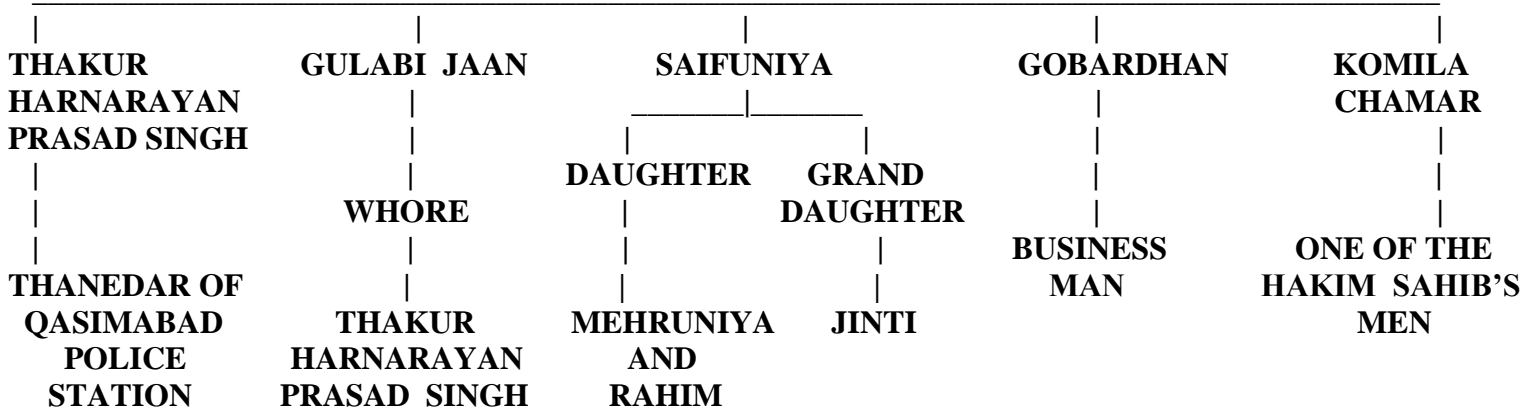 THAKUR GULABI JAAN SAIFUNIYA GOBARDHAN KOMILA
HARNARAYAN CHAMAR
PRASAD SINGH
DAUGHTER GRAND
WHORE DAUGHTER
BUSINESS ONE OF THE
THANEDAR OF MAN HAKIM SAHIB’S
QASIMABAD THAKUR MEHRUNIYA JINTI MEN
POLICE HARNARAYAN AND
STATION PRASAD SINGH RAHIM